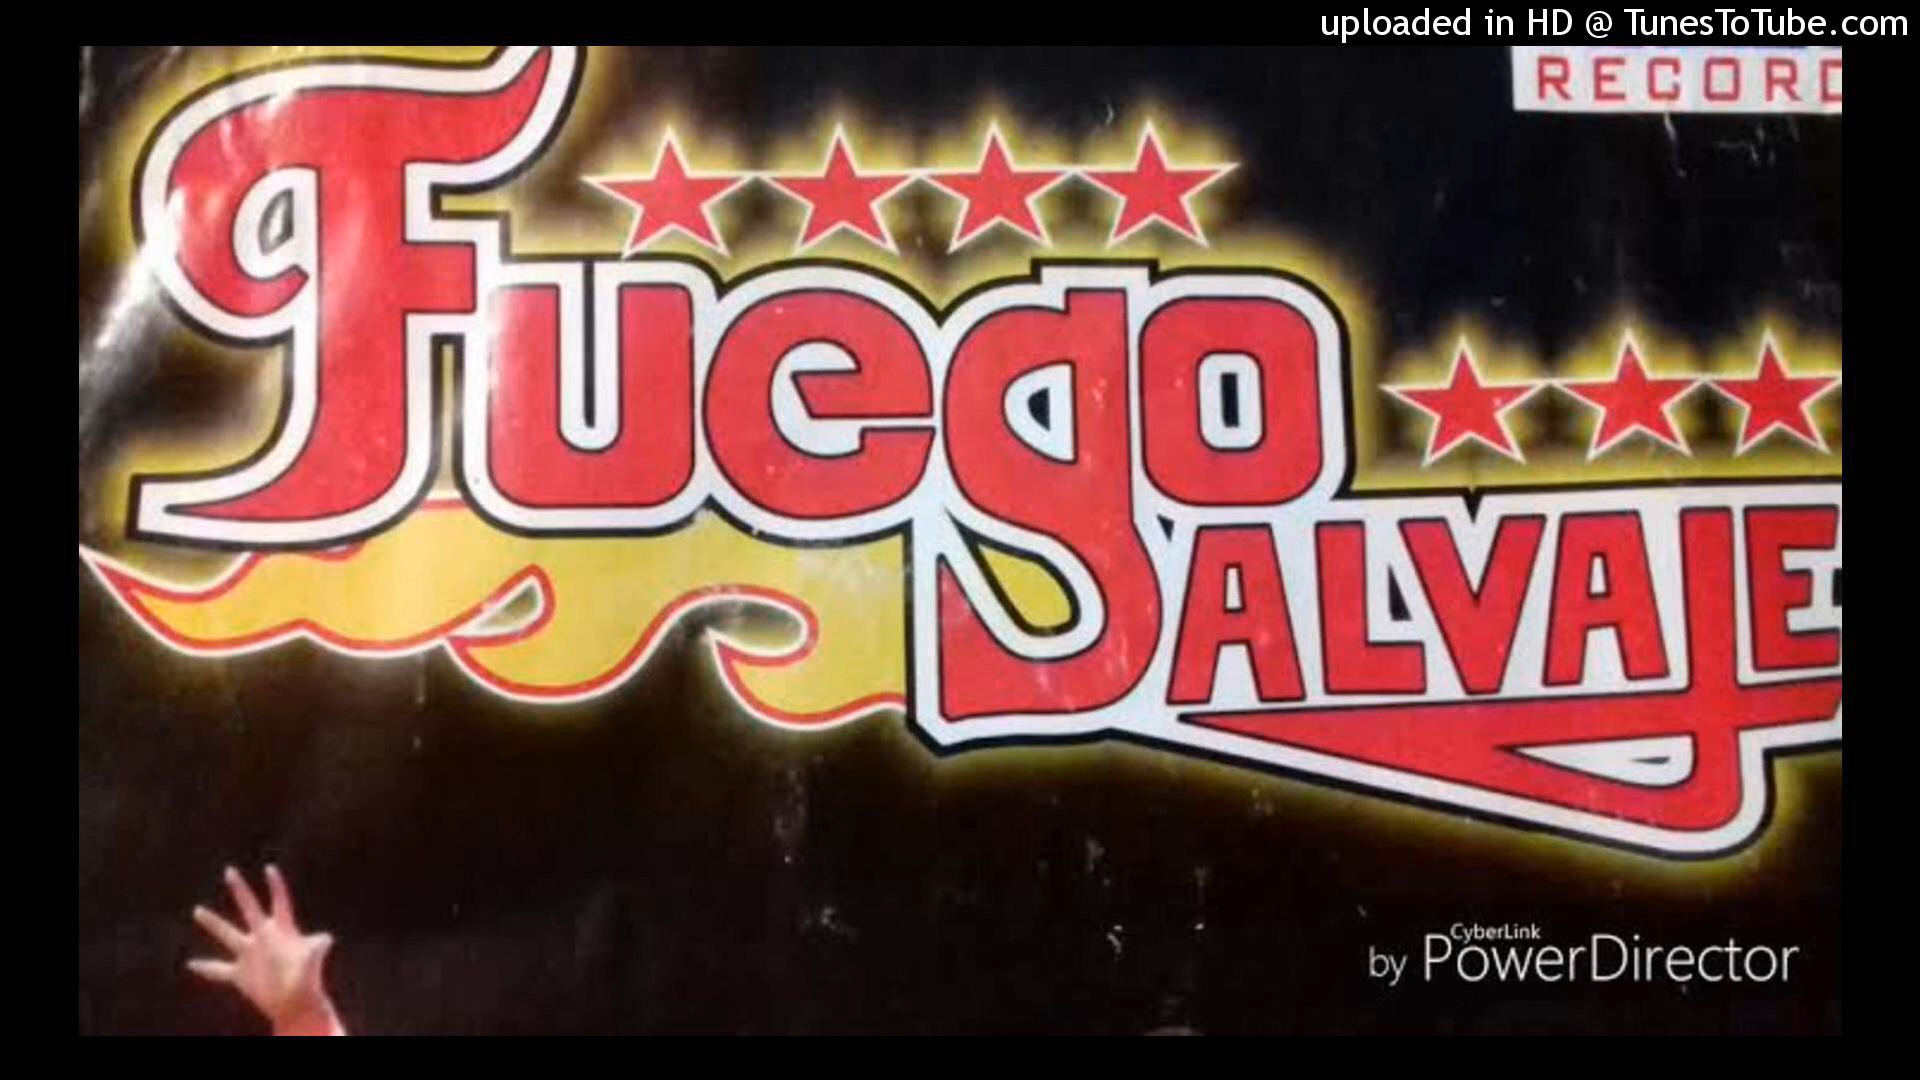 uploaded in HD @ TunesToTube.com
RECORD
Fuego
SALVAJE
CyberLink
by PowerDirector